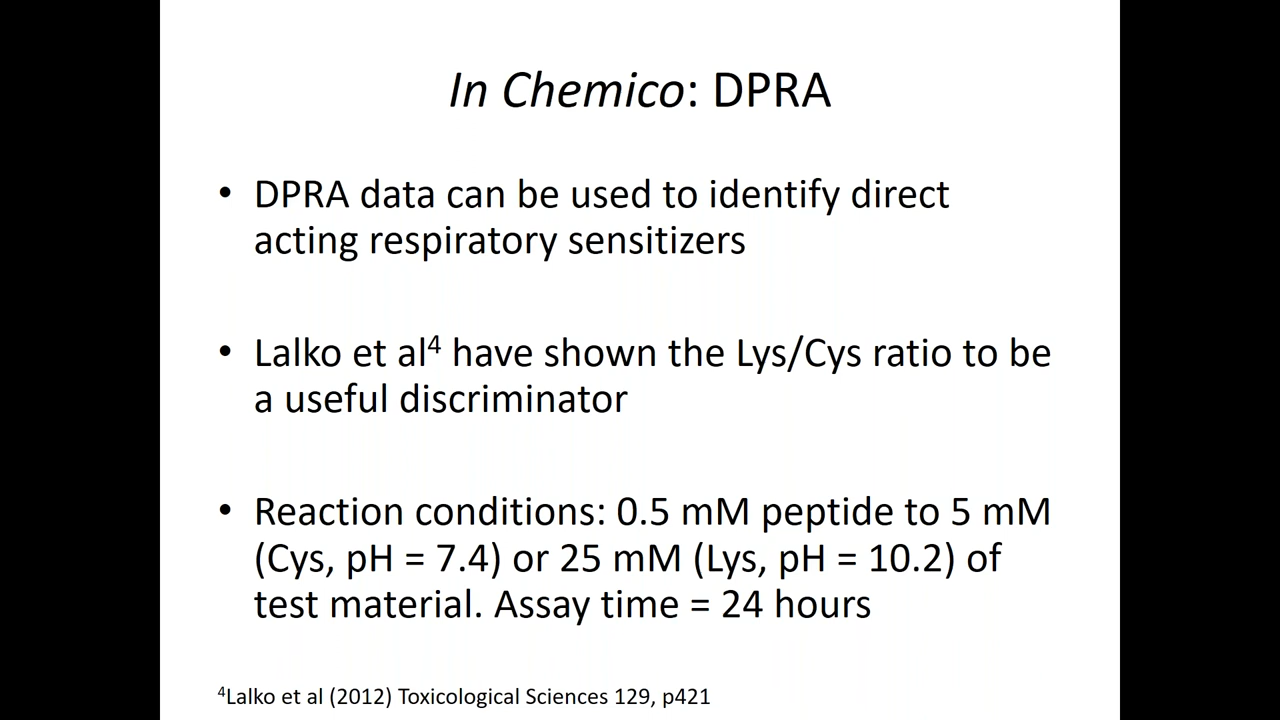 In Chemico: DPRA
• DPRA data can be used to identify direct
acting respiratory sensitizers
• Lalko et al⁴ have shown the Lys/Cys ratio to be
a useful discriminator
• Reaction conditions: 0.5 mM peptide to 5 mM
(Cys, pH = 7.4) or 25 mM (Lys, pH = 10.2) of
test material. Assay time = 24 hours
⁴Lalko et al (2012) Toxicological Sciences 129, p421